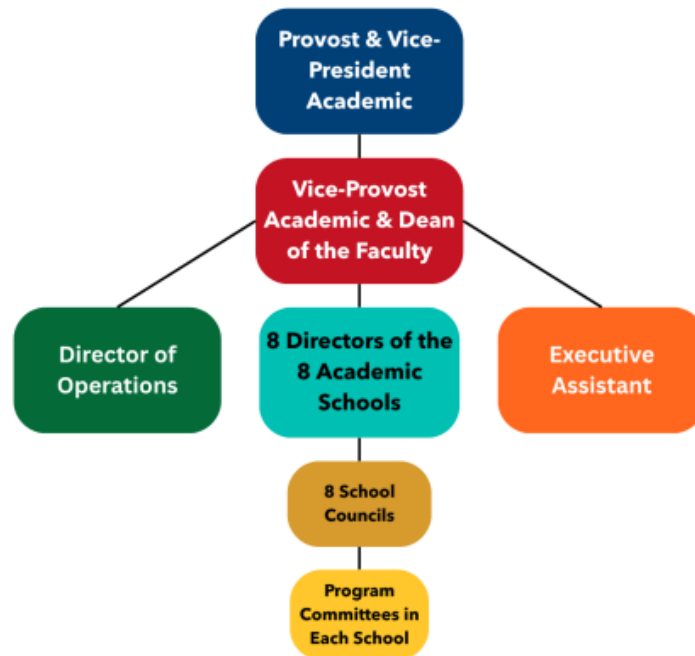 Provost & Vice-
President
Academic
Vice-Provost
Academic & Dean
of the Faculty
Director of
Operations
8 Directors of the
8 Academic
Schools
Executive
Assistant
8 School
Councils
Program
Committees in
Each School